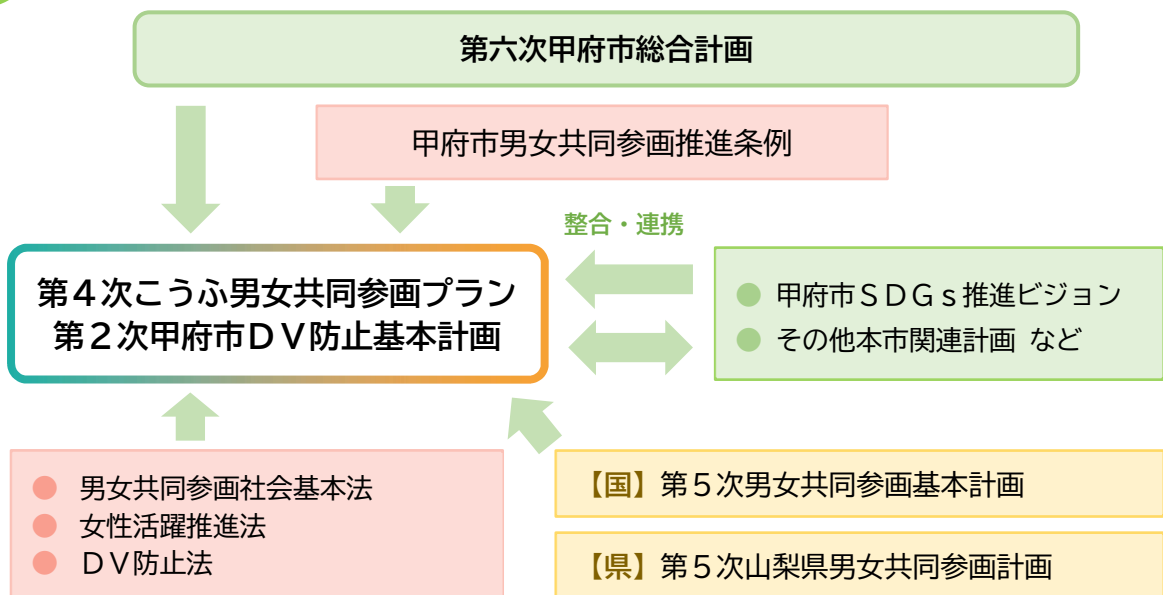 第六次甲府市総合計画
甲府市男女共同参画推進条例
整合・連携
第４次こうふ男女共同参画プラン
第２次甲府市ＤＶ防止基本計画
● 甲府市ＳＤＧｓ推進ビジョン
● その他本市関連計画 など
● 男女共同参画社会基本法
● 女性活躍推進法
● ＤＶ防止法
【国】第５次男女共同参画基本計画
【県】第５次山梨県男女共同参画計画